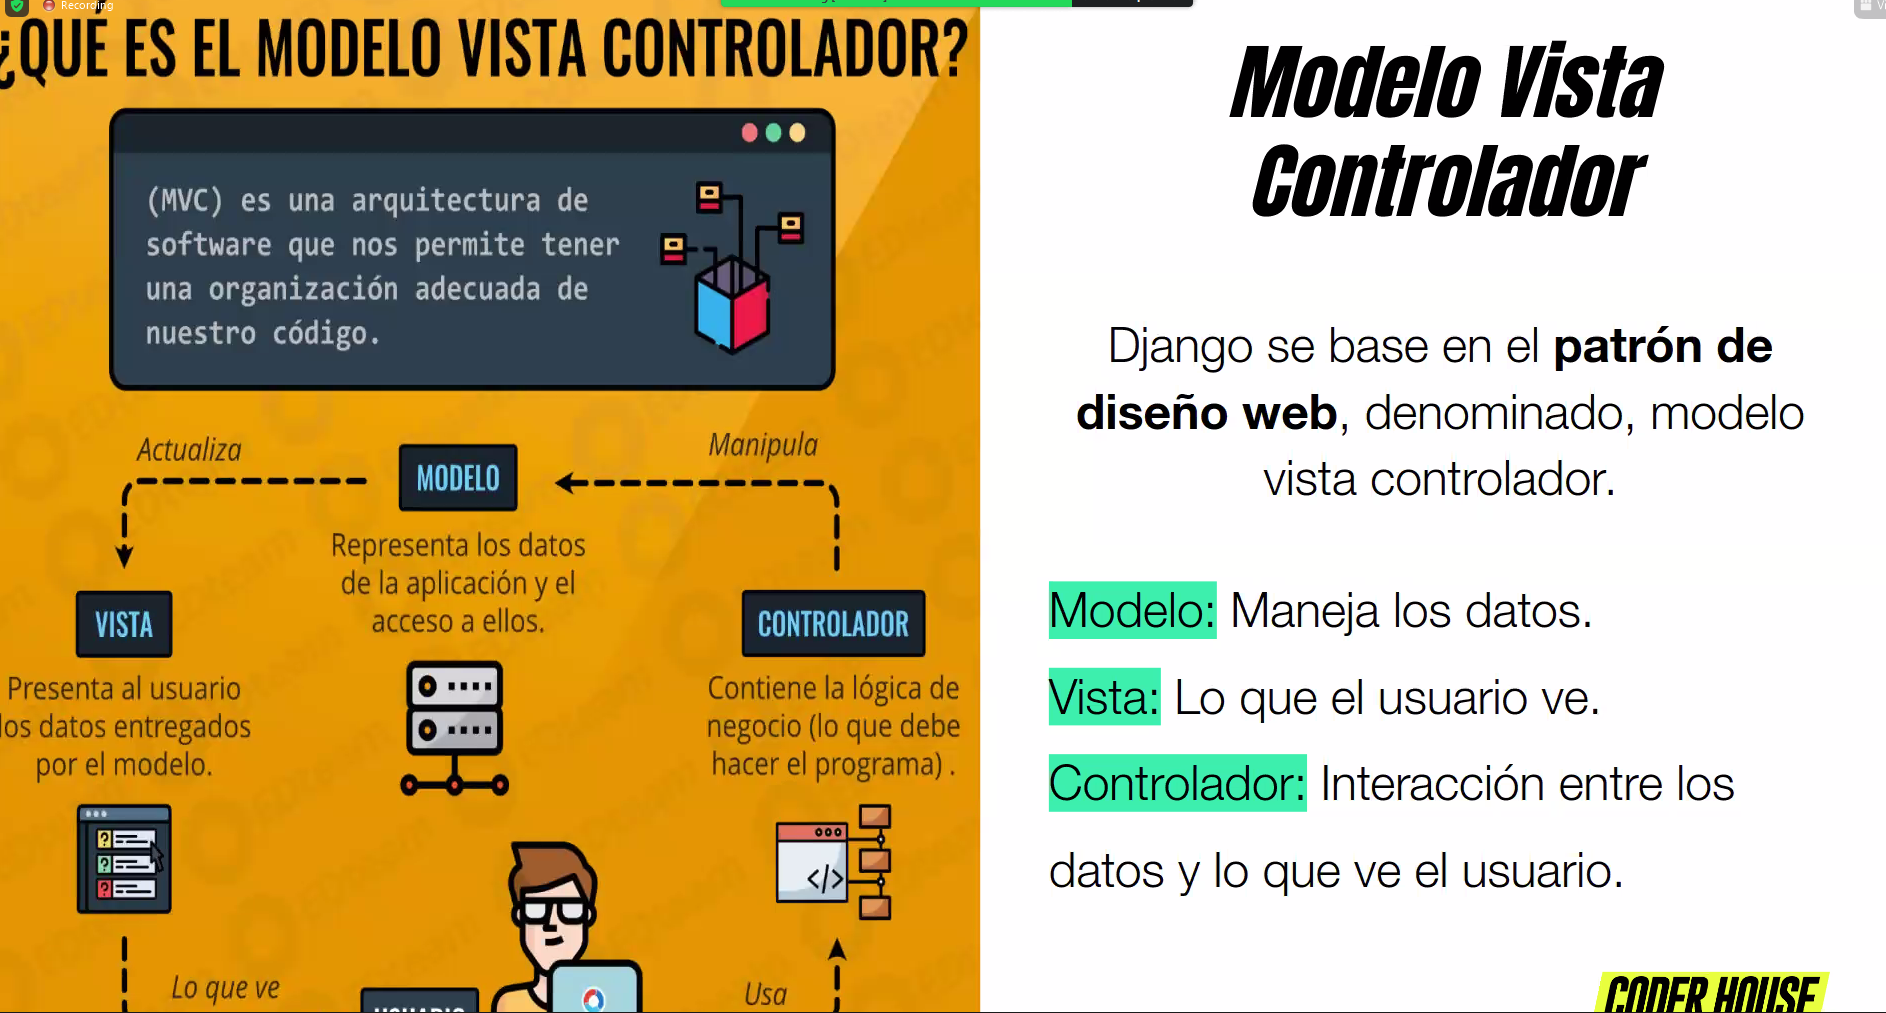 Recording
¿QUÉ ES EL MODELO VISTA CONTROLADOR?
(MVC) es una arquitectura de
software que nos permite tener
una organización adecuada de
nuestro código.
Actualiza
MODELO
Manipula
Representa los datos
de la aplicación y el
acceso a ellos.
VISTA
Presenta al usuario
los datos entregados
por el modelo.
CONTROLADOR
Contiene la lógica de
negocio (lo que debe
hacer el programa) .
Lo que ve
USUARIO
Usa
Modelo Vista
Controlador
Django se base en el patrón de
diseño web, denominado, modelo
vista controlador.
Modelo: Maneja los datos.
Vista: Lo que el usuario ve.
Controlador: Interacción entre los
datos y lo que ve el usuario.
CODER HOUSE